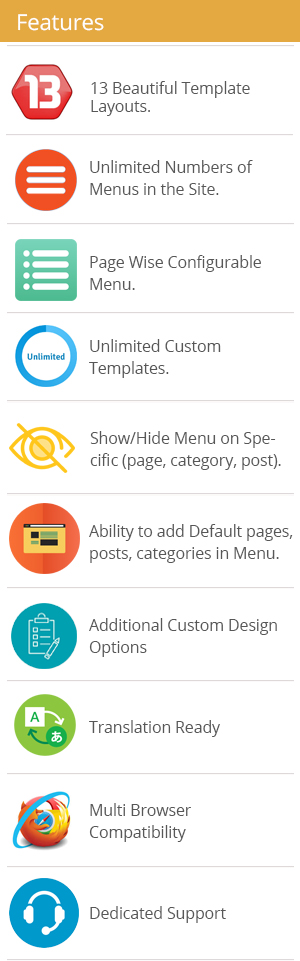 Features
13
13 Beautiful Template
Layouts.
Unlimited Numbers of
Menus in the Site.
Page Wise Configurable
Menu.
Unlimited
Unlimited Custom
Templates.
Show/Hide Menu on Spe-
cific (page, category, post).
Ability to add Default pages,
posts, categories in Menu.
Additional Custom Design
Options
A
あ
Translation Ready
Multi Browser
Compatibility
Dedicated Support